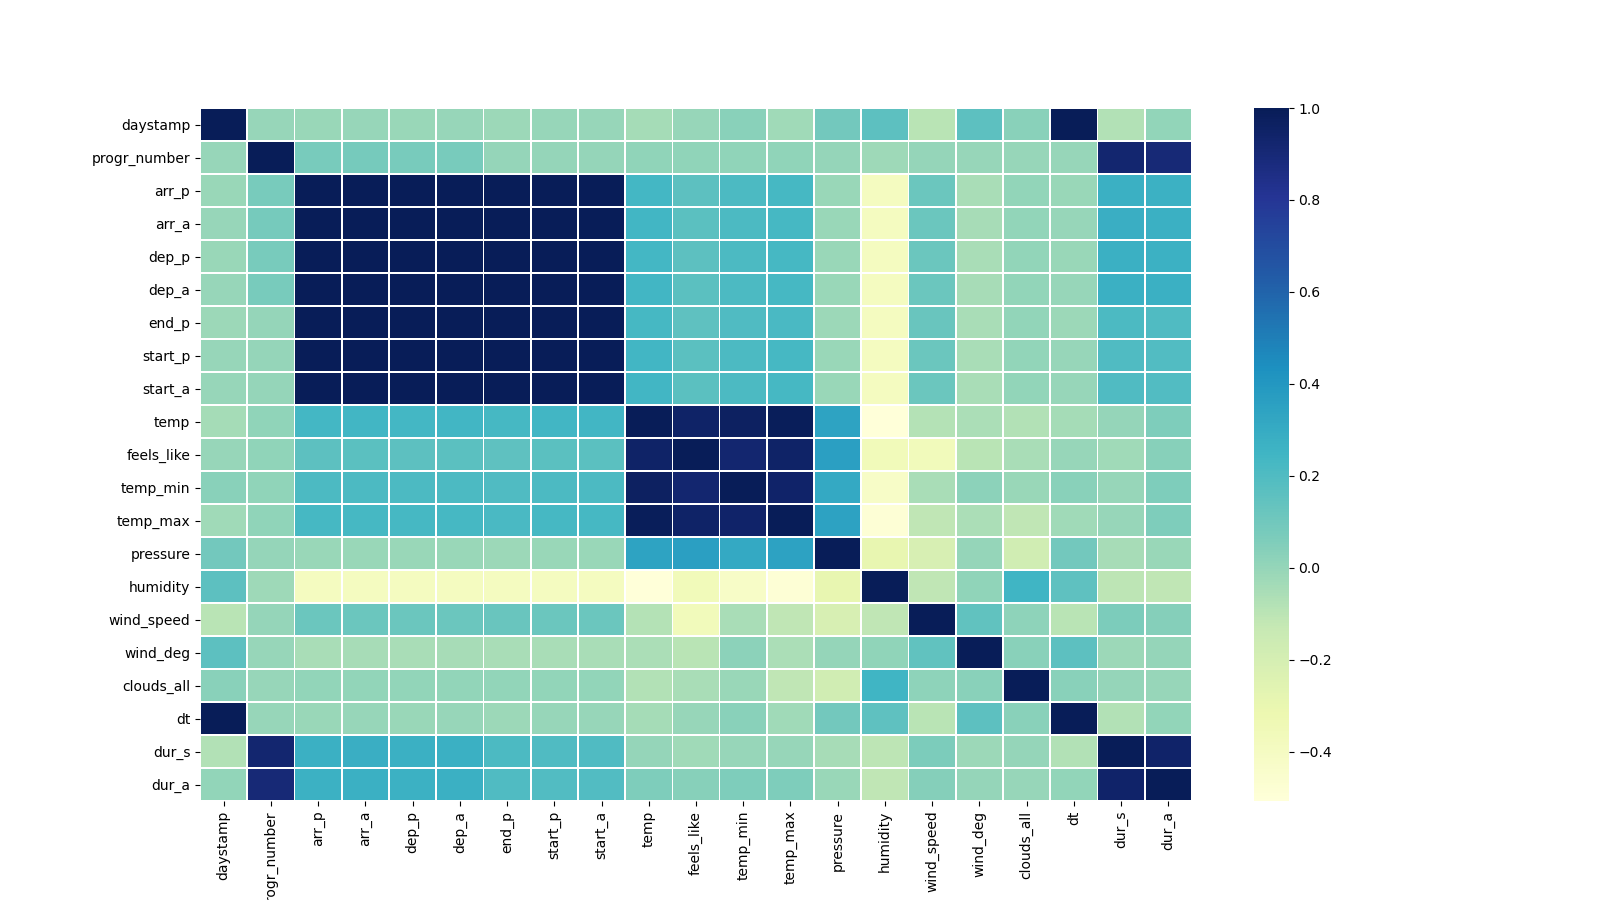 daystamp
progr_number
arr_p
arr_a
dep_p
dep_a
end_p
start_p
start_a
temp
feels_like
temp_min
temp_max
pressure
humidity
wind_speed
wind_deg
clouds_all
dt
dur_s
dur_a
daystamp
rogr_number
arr_p
arr_a
dep_p
dep_a
end_p
start_p
start_a
temp
feels_like
temp_min
temp_max
pressure
humidity
wind_speed
wind_deg
clouds_all
dt
dur_s
dur_a
1.0
0.8
0.6
0.4
0.2
0.0
−0.2
−0.4